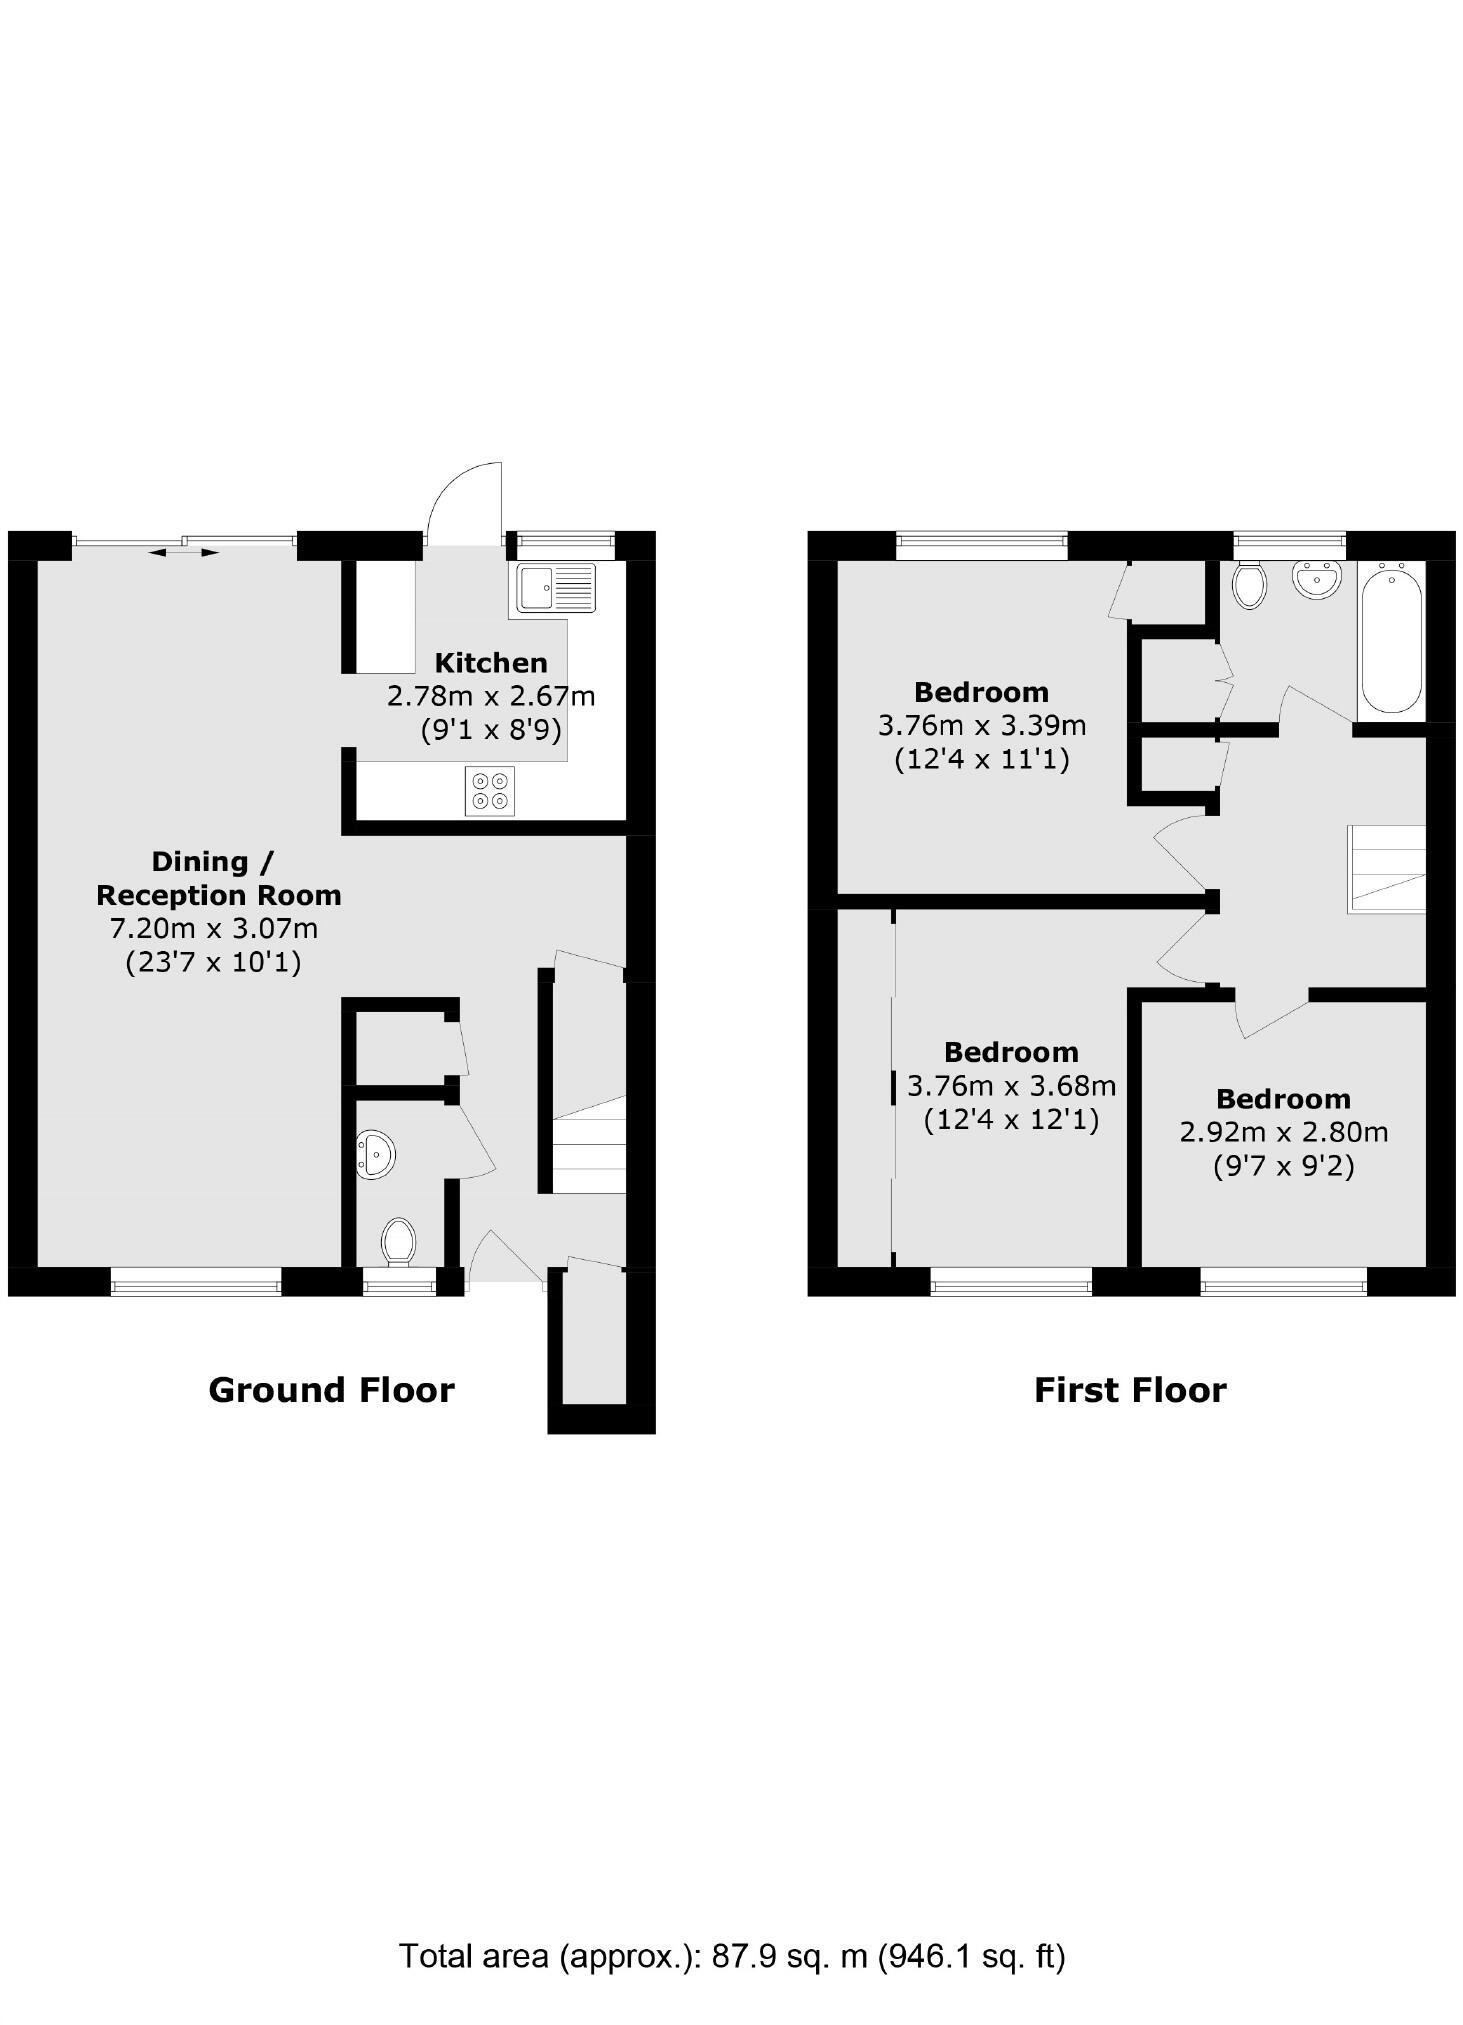 Kitchen
2.78m x 2.67m
(9'1 x 8'9)
Dining /
Reception Room
7.20m x 3.07m
(23'7 x 10'1)
Ground Floor
Bedroom
3.76m x 3.39m
(12'4 x 11'1)
Bedroom
3.76m x 3.68m
(12'4 x 12'1)
Bedroom
2.92m x 2.80m
(9'7 x 9'2)
First Floor
Total area (approx.): 87.9 sq. m (946.1 sq. ft)